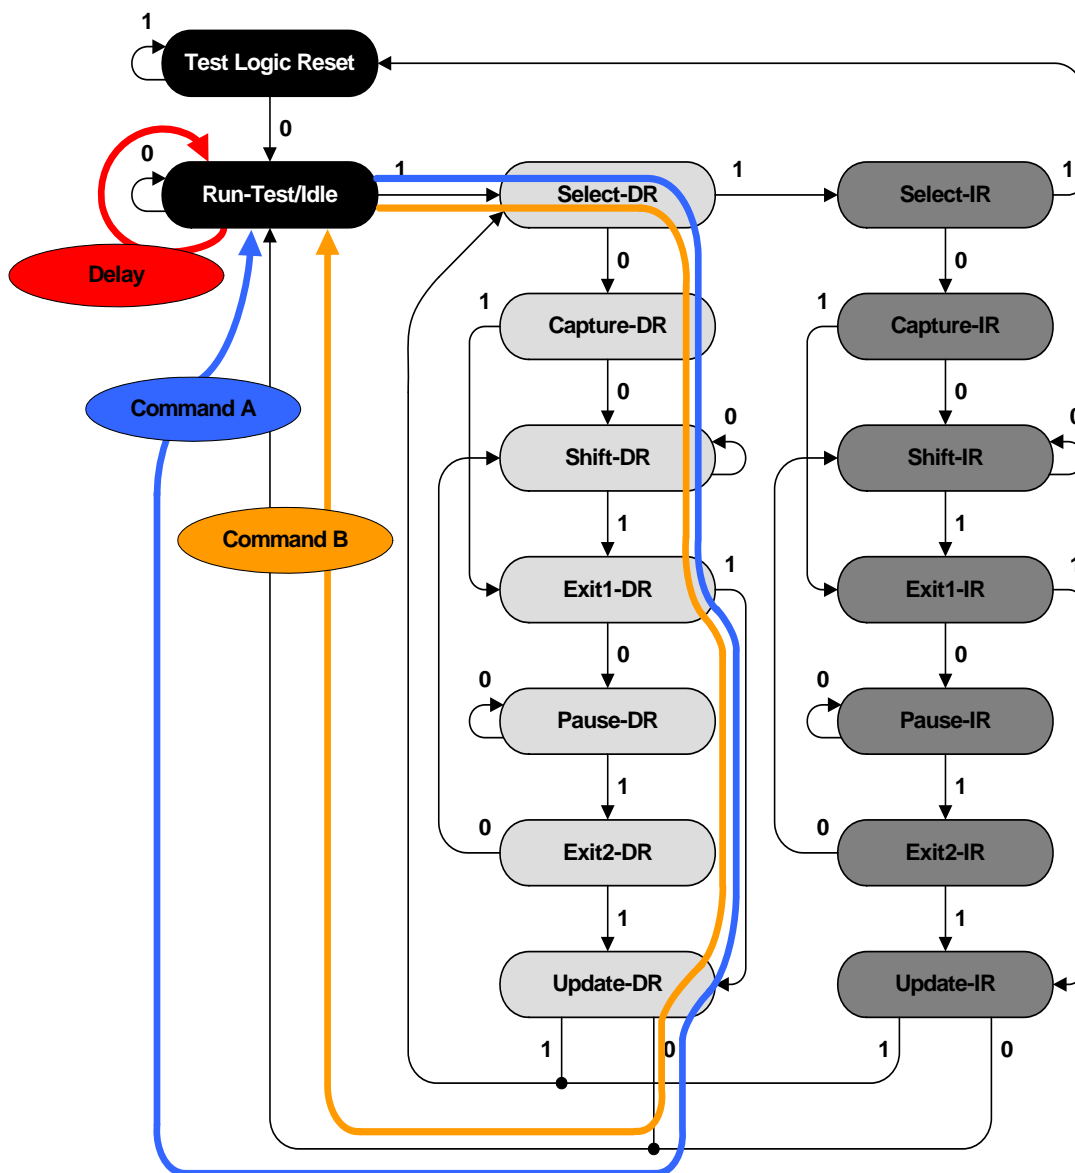 1
Test Logic Reset
0
0
Run-Test/Idle
1
Select-DR
1
Select-IR
1
Delay
0
0
1
Capture-DR
1
Capture-IR
0
0
Command A
0
0
Shift-DR
Shift-IR
1
1
Command B
Exit1-DR
1
Exit1-IR
1
0
0
0
0
Pause-DR
Pause-IR
1
1
0
0
Exit2-DR
Exit2-IR
1
1
Update-DR
Update-IR
1
0
1
0